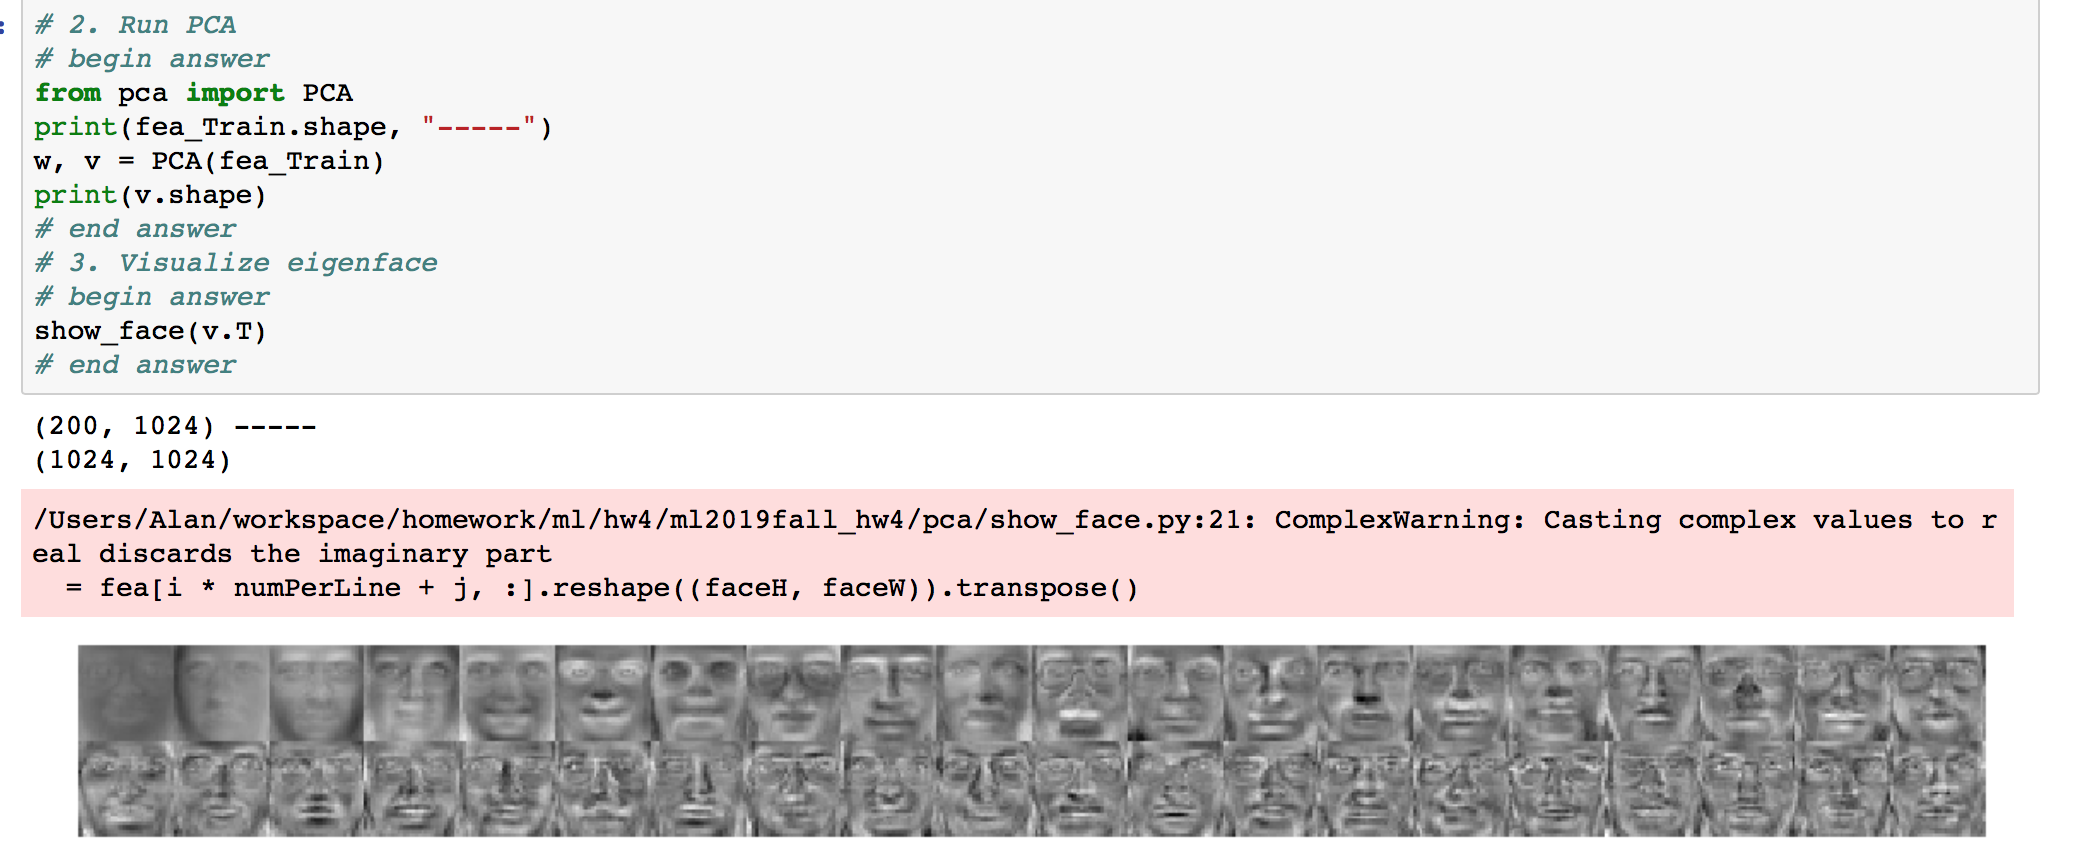 # 2. Run PCA
# begin answer
from pca import PCA
print(fea_Train.shape, "-----")
w, v = PCA(fea_Train)
print(v.shape)
# end answer
# 3. Visualize eigenface
# begin answer
show_face(v.T)
# end answer
(200, 1024) -----
(1024, 1024)
/Users/Alan/workspace/homework/ml/hw4/ml2019fall_hw4/pca/show_face.py:21: ComplexWarning: Casting complex values to r
eal discards the imaginary part
= fea[i * numPerLine + j, :].reshape((faceH, faceW)).transpose()